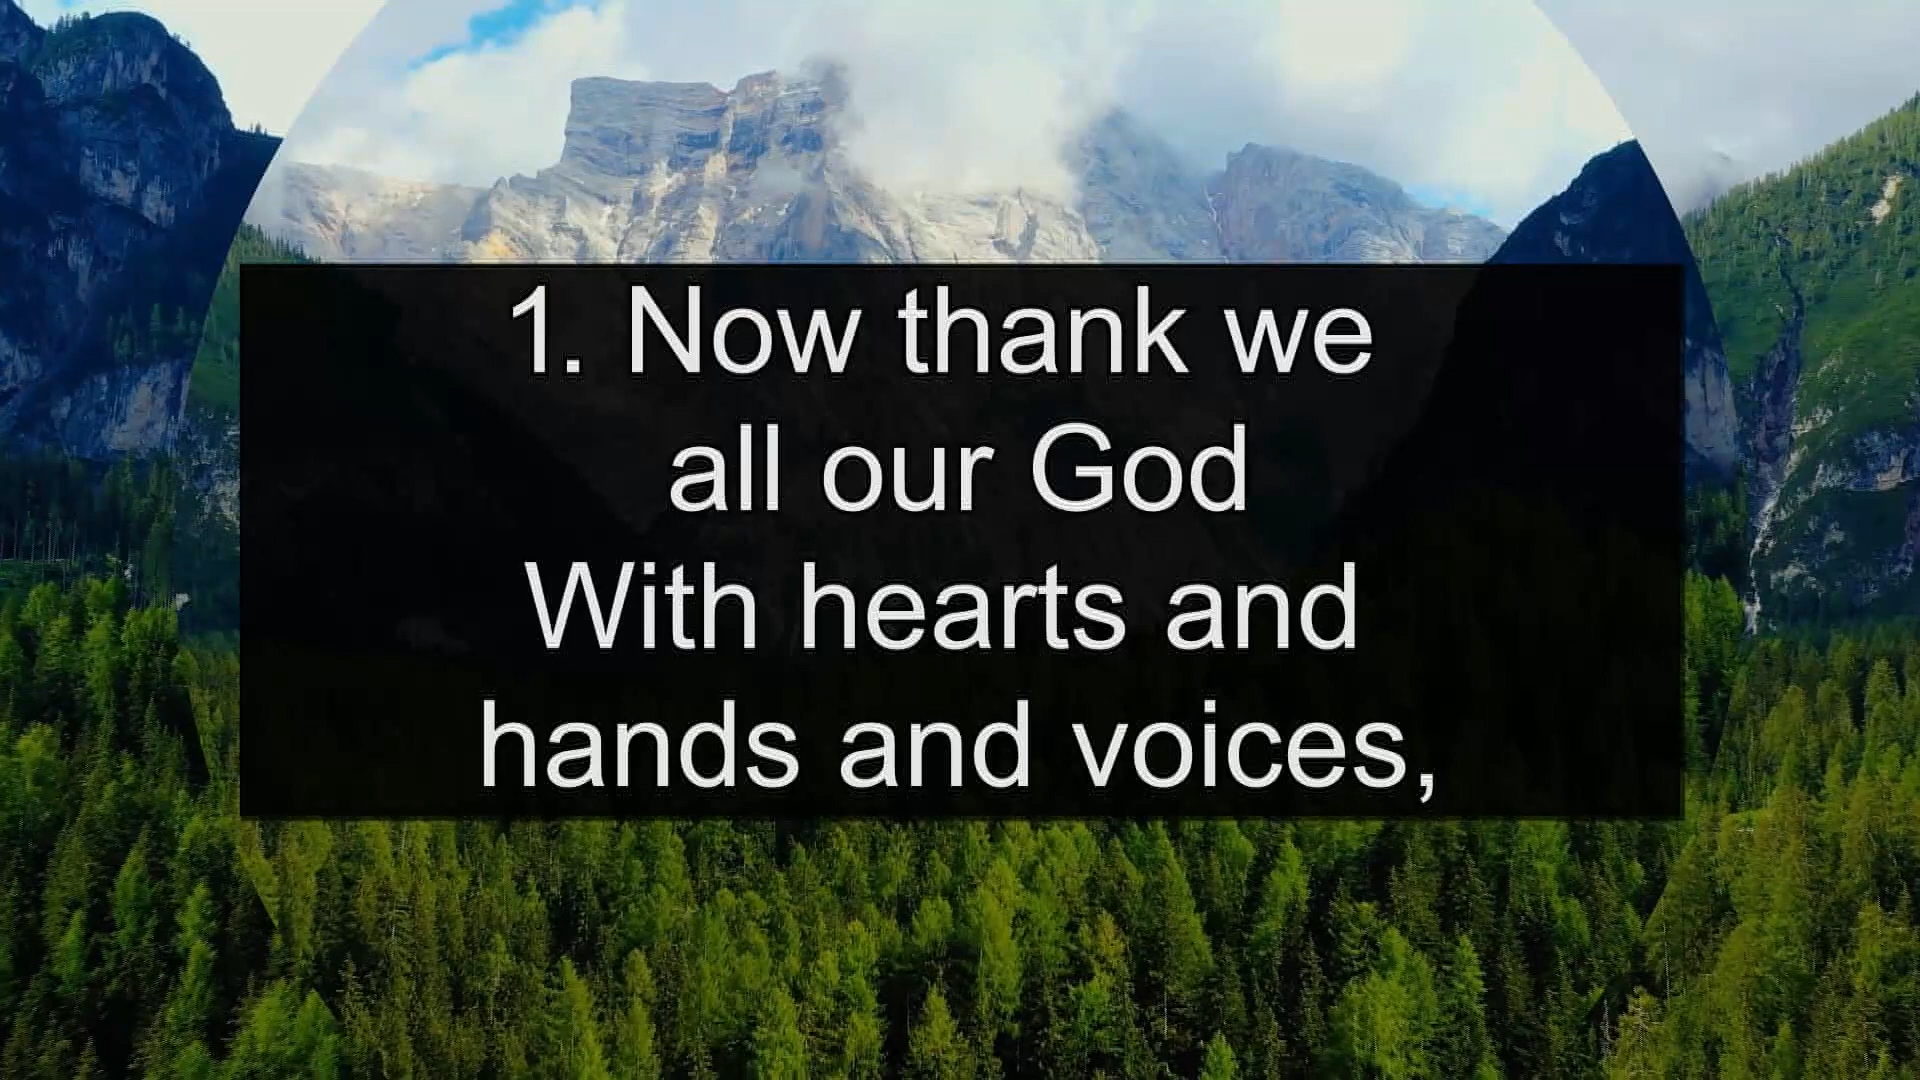 1. Now thank we
all our God
With hearts and
hands and voices,